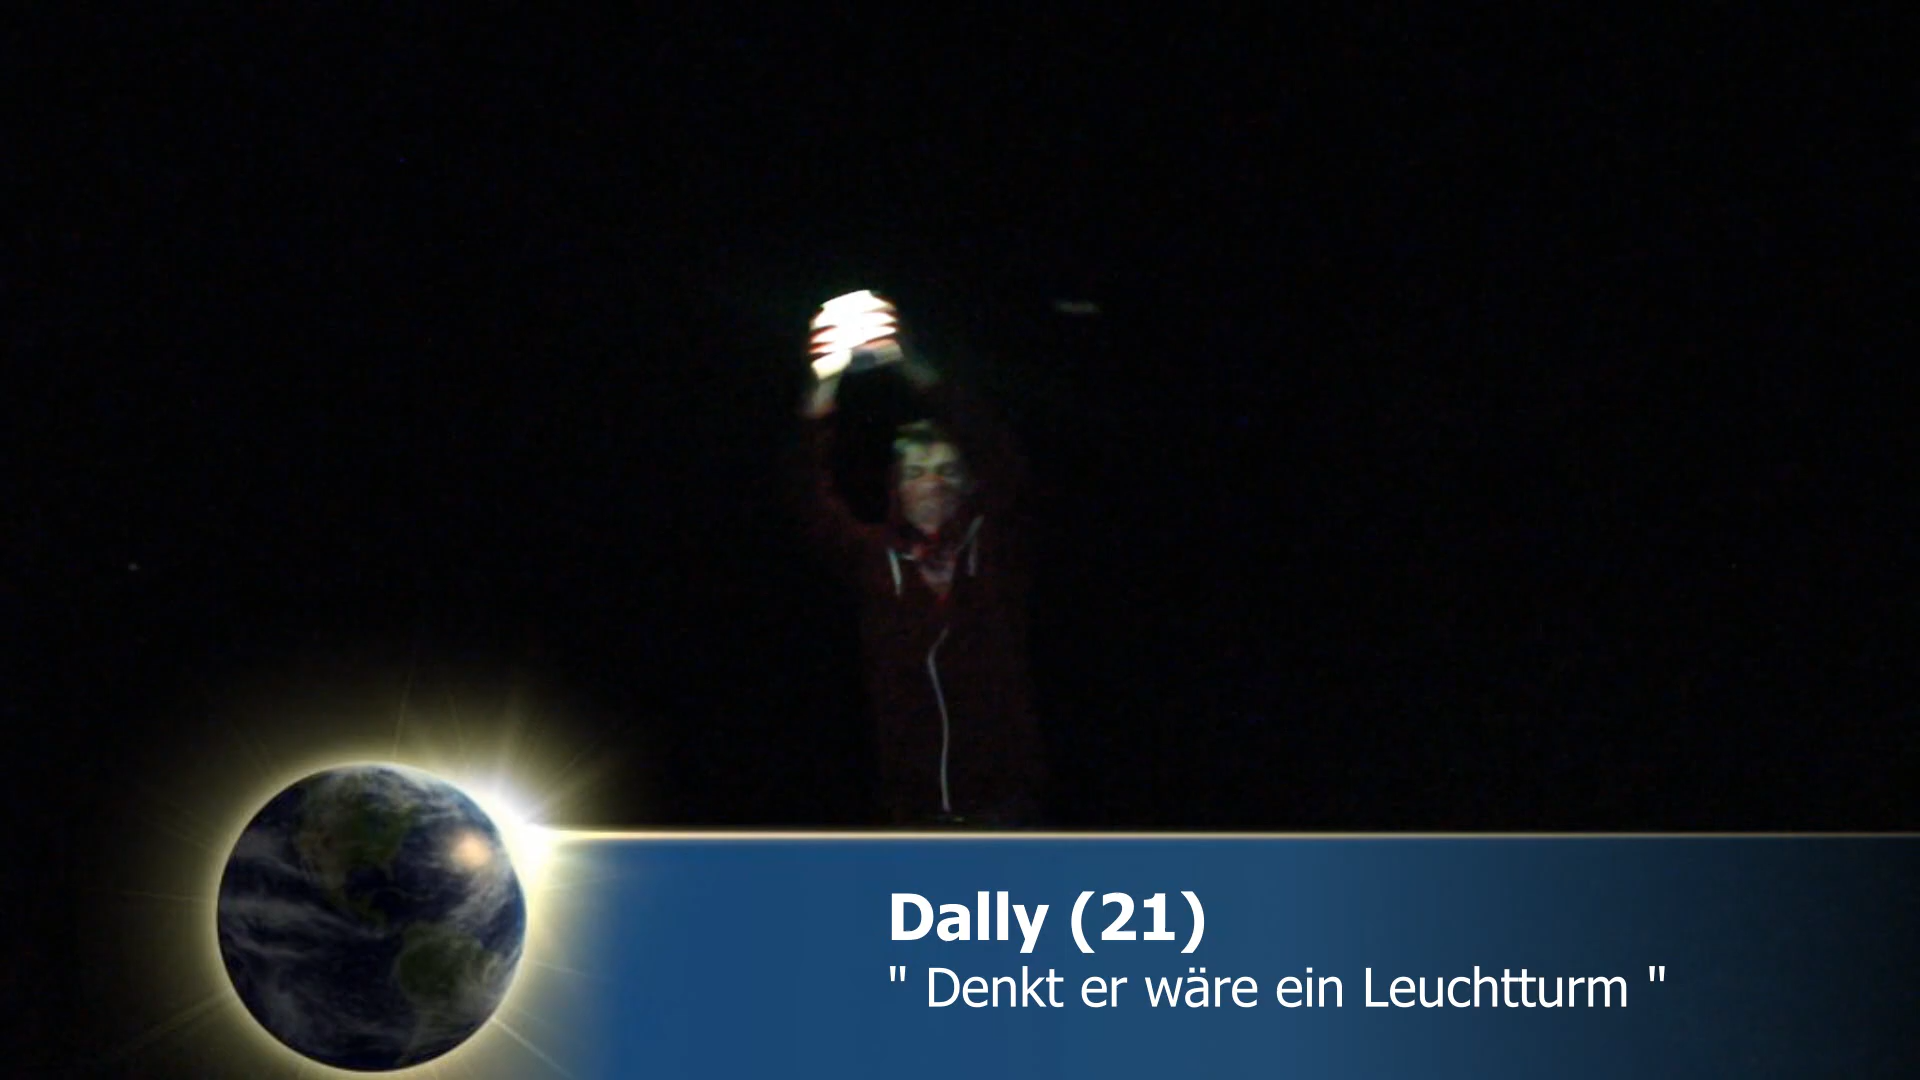 Dally (21)
" Denkt er wäre ein Leuchtturm "